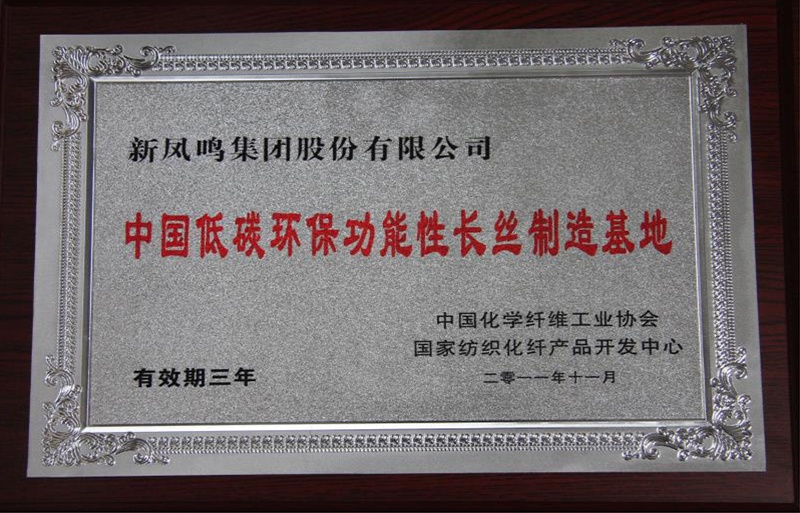 新凤鸣集团股份有限公司
中国低碳环保功能性长丝制造基地
中国化学纤维工业协会
国家纺织化纤产品开发中心
有效期三年
二零一一年十一月